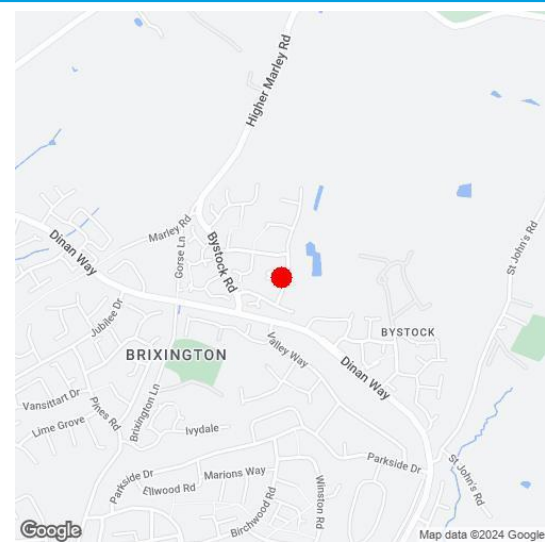 Higher Marley Rd
Marley Rd
Gorse Ln
Bystock Rd
Dinan Way
St John's Rd
Jubilee Dr
BYSTOCK
BRIXINGTON
Dinan Way
Vansittart Dr
Pines Rd
Brixington Ln
Lime Grove
Ivydale
Parkside Dr
Parkside Dr
Marions Way
Ellwood Rd
Winston Rd
Birchwood Rd
St John's Rd
Google
Map data ©2024 Google